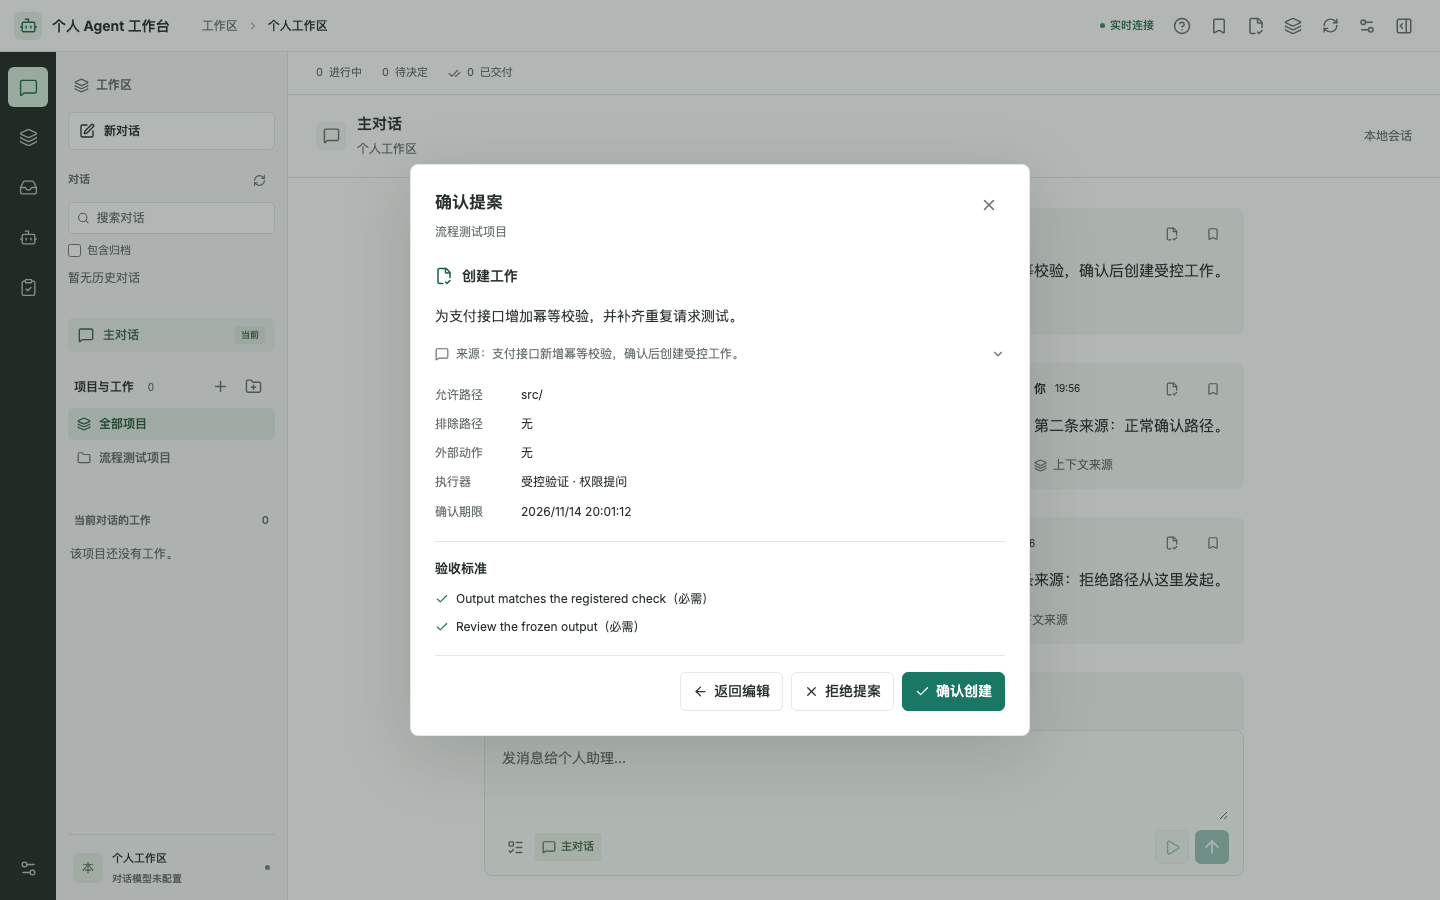 个人 Agent 工作台
工作区 > 个人工作区
实时连接
工作区
新对话
对话
搜索对话
包含归档
暂无历史对话
主对话 当前
项目与工作 0
全部项目
流程测试项目
当前对话的工作 0
该项目还没有工作。
个人工作区
对话模型未配置
本
0 进行中 0 待决定 0 已交付
主对话
个人工作区
本地会话
校验，确认后创建受控工作。
你 19:56
第二条来源：正常确认路径。
上下文来源
6
来源：拒绝路径从这里发起。
下文来源
发消息给个人助理...
主对话
确认提案
流程测试项目
创建工作
为支付接口增加幂等校验，并补齐重复请求测试。
来源：支付接口新增幂等校验，确认后创建受控工作。
允许路径 src/
排除路径 无
外部动作 无
执行器 受控验证 · 权限提问
确认期限 2026/11/14 20:01:12
验收标准
Output matches the registered check（必需）
Review the frozen output（必需）
返回编辑 拒绝提案 确认创建